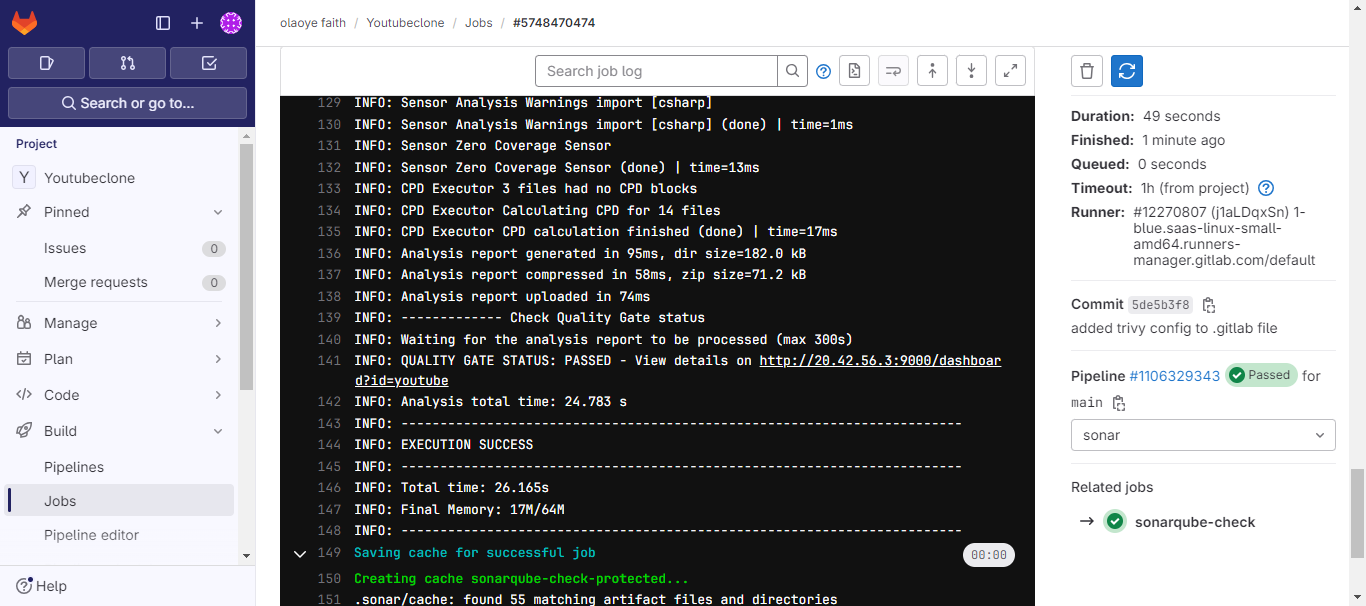 olaoye faith / Youtubeclone / Jobs / #5748470474
Search or go to...
Project
Y Youtubeclone
Pinned
Issues 0
Merge requests 0
Manage
Plan
Code
Build
Pipelines
Jobs
Pipeline editor
Help
Search job log
129 INFO: Sensor Analysis Warnings import [csharp]
130 INFO: Sensor Analysis Warnings import [csharp] (done) | time=1ms
131 INFO: Sensor Zero Coverage Sensor
132 INFO: Sensor Zero Coverage Sensor (done) | time=13ms
133 INFO: CPD Executor 3 files had no CPD blocks
134 INFO: CPD Executor Calculating CPD for 14 files
135 INFO: CPD Executor CPD calculation finished (done) | time=17ms
136 INFO: Analysis report generated in 95ms, dir size=182.0 kB
137 INFO: Analysis report compressed in 58ms, zip size=71.2 kB
138 INFO: Analysis report uploaded in 74ms
139 INFO: ------------- Check Quality Gate status
140 INFO: Waiting for the analysis report to be processed (max 300s)
141 INFO: QUALITY GATE STATUS: PASSED - View details on http://20.42.56.3:9000/dashboar
d?id=youtube
142 INFO: Analysis total time: 24.783 s
143 INFO: ------------------------------------------------------------------------
144 INFO: EXECUTION SUCCESS
145 INFO: ------------------------------------------------------------------------
146 INFO: Total time: 26.165s
147 INFO: Final Memory: 17M/64M
148 INFO: ------------------------------------------------------------------------
149 Saving cache for successful job 00:00
150 Creating cache sonarqube-check-protected...
151 .sonar/cache: found 55 matching artifact files and directories
Duration: 49 seconds
Finished: 1 minute ago
Queued: 0 seconds
Timeout: 1h (from project)
Runner: #12270807 (j1aLDqxSn) 1-
blue.saas-linux-small-
amd64.runners-
manager.gitlab.com/default
Commit 5de5b3f8
added trivy config to .gitlab file
Pipeline #1106329343 Passed for
main
sonar
Related jobs
sonarqube-check